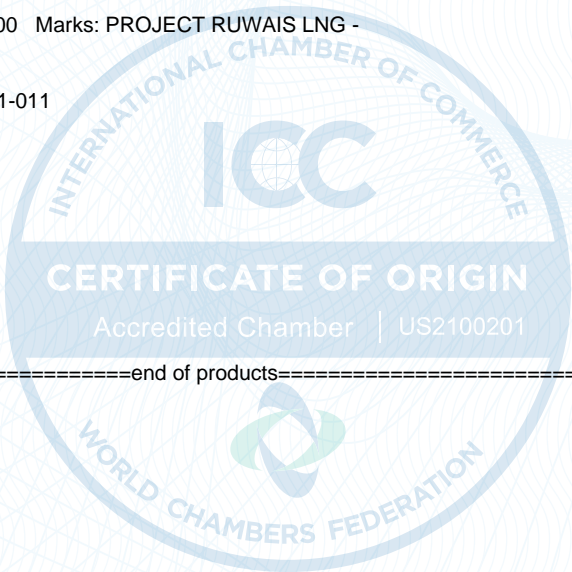 00 Marks: PROJECT RUWAIS LNG -
INTERNATIONAL CHAMBER OF COMMERCE
1-011
ICC
CERTIFICATE OF ORIGIN
Accredited Chamber | US2100201
===========end of products========================
WORLD CHAMBERS FEDERATION